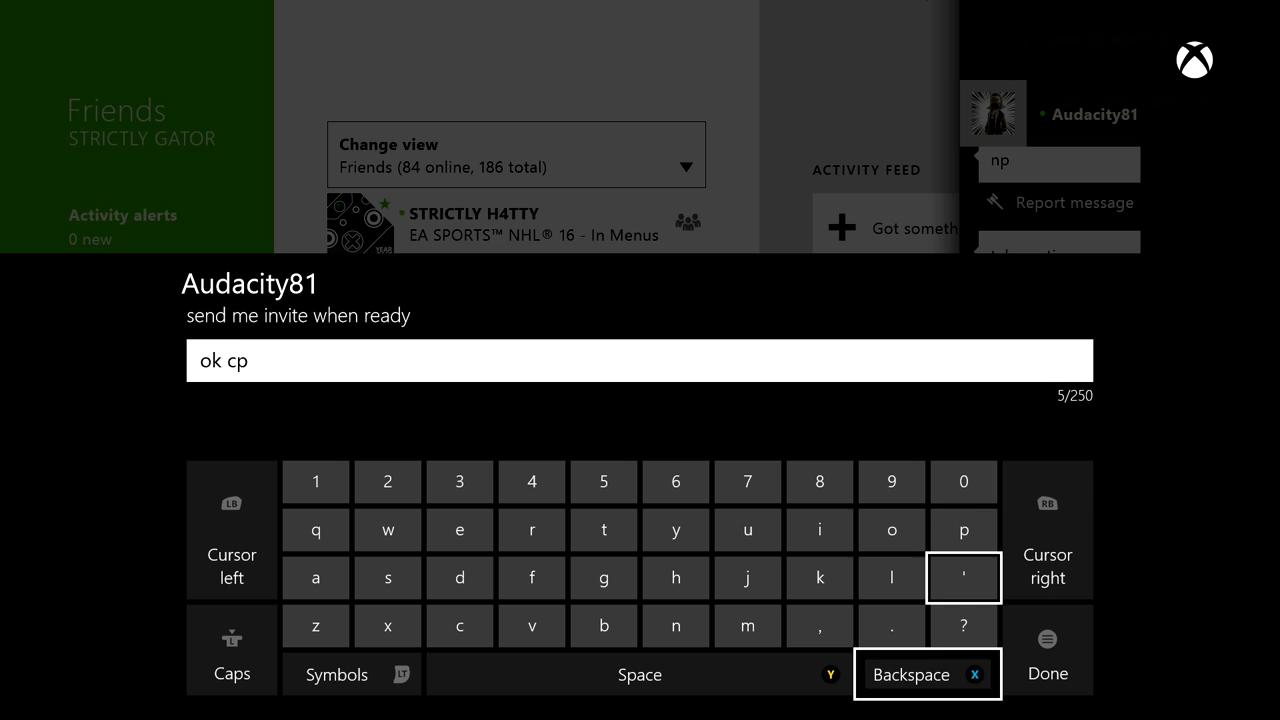 Friends
STRICTLY GATOR
Activity alerts
0 new
Change view
Friends (84 online, 186 total)
STRICTLY H4TTY
EA SPORTS™ NHL® 16 - In Menus
YEAR
ACTIVITY FEED
Got someth
Audacity81
np
Report message
Audacity81
send me invite when ready
ok cp
5/250
LB
Cursor left
1 2 3 4 5 6 7 8 9 0
q w e r t y u i o p
a s d f g h j k l '
z x c v b n m , . ?
RB
Cursor right
L
Caps
Symbols LT
Space Y
Backspace X
Done